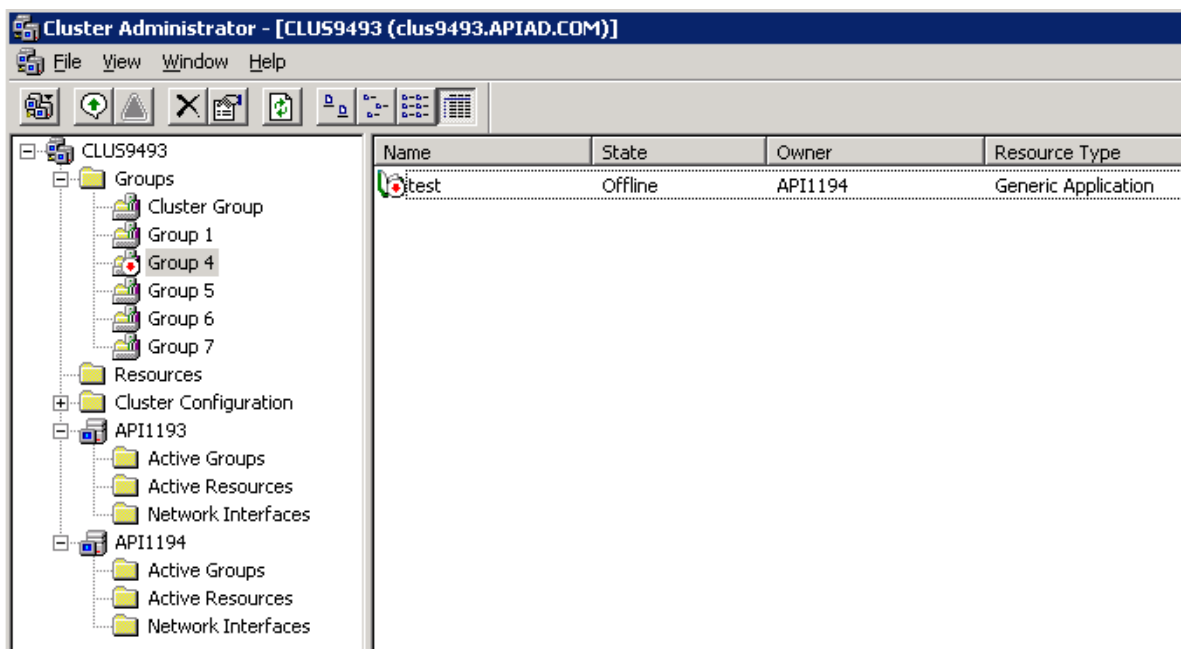 Cluster Administrator - [CLUS9493 (clus9493.APIAD.COM)]
File View Window Help
CLUS9493
Groups
Cluster Group
Group 1
Group 4
Group 5
Group 6
Group 7
Resources
Cluster Configuration
API1193
Active Groups
Active Resources
Network Interfaces
API1194
Active Groups
Active Resources
Network Interfaces
Name State Owner Resource Type
test Offline API1194 Generic Application